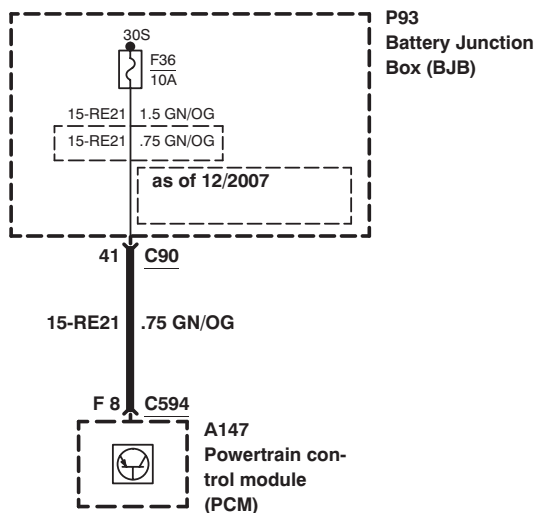 P93
Battery Junction
Box (BJB)
30S
F36
10A
15-RE21 1.5 GN/OG
15-RE21 .75 GN/OG
as of 12/2007
41 C90
15-RE21 .75 GN/OG
F 8 C594
A147
Powertrain con-
trol module
(PCM)